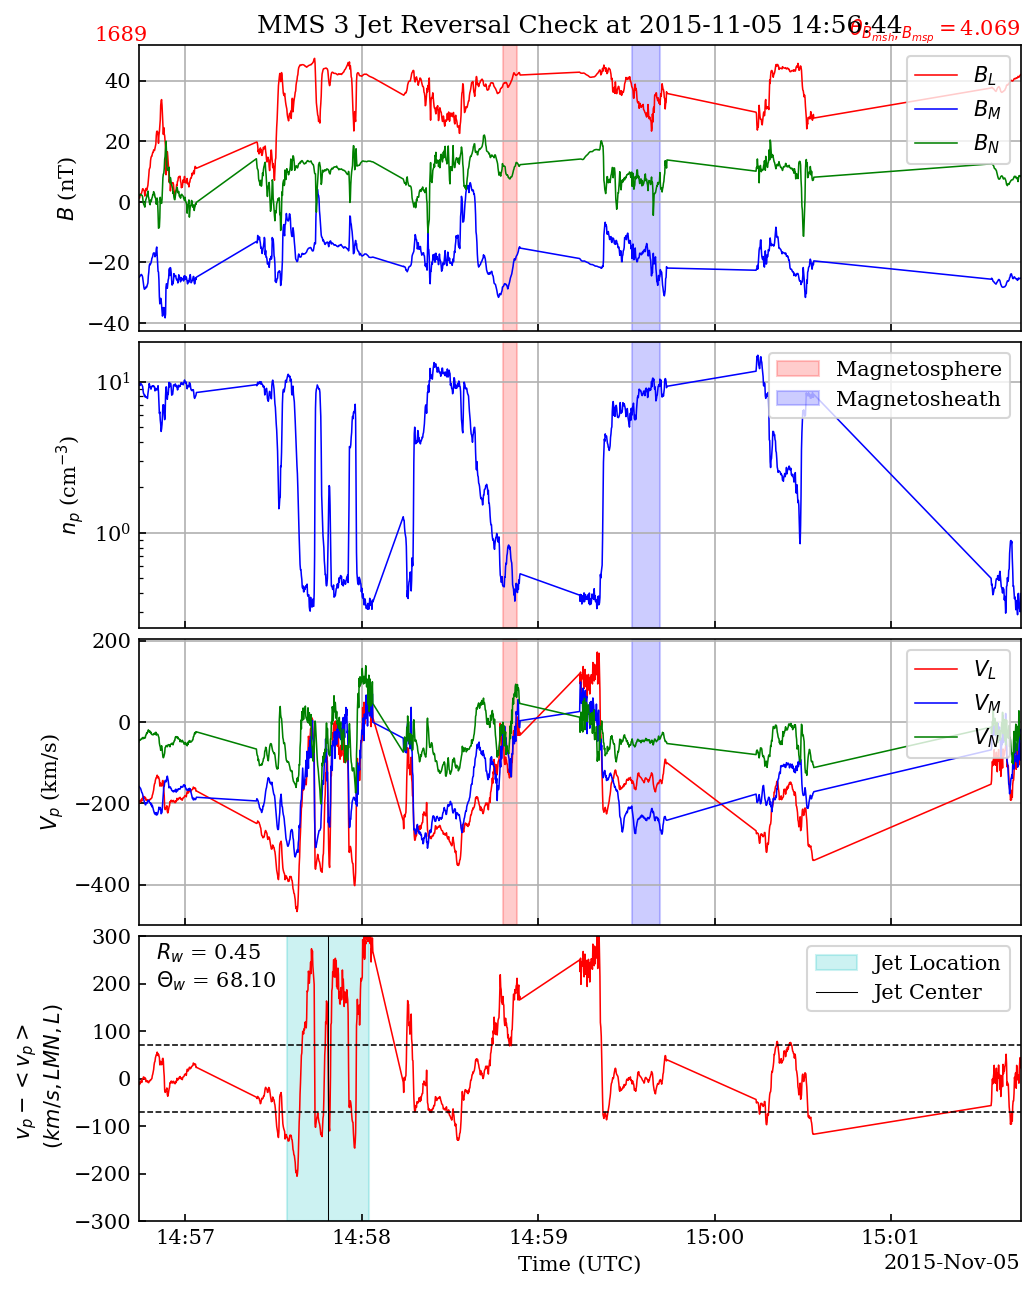 MMS 3 Jet Reversal Check at 2015-11-05 14:56:44
1689
θ_{B_{msh}, B_{msp}} = 4.069
40
20
0
−20
−40
B (nT)
B_L
B_M
B_N
10^1
10^0
n_p (cm^{−3})
Magnetosphere
Magnetosheath
200
0
−200
−400
V_p (km/s)
V_L
V_M
V_N
300
200
100
0
−100
−200
−300
v_p − < v_p >
(km/s, LMN, L)
R_w = 0.45
Θ_w = 68.10
Jet Location
Jet Center
14:57
14:58
14:59
15:00
15:01
Time (UTC)
2015-Nov-05